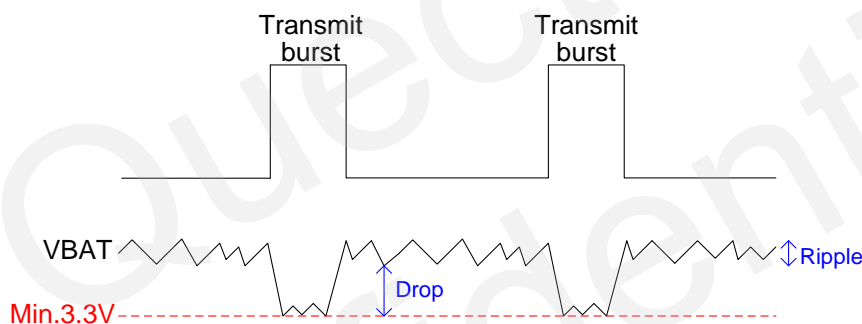 Transmit
burst
Transmit
burst
VBAT
Ripple
Drop
Min.3.3V